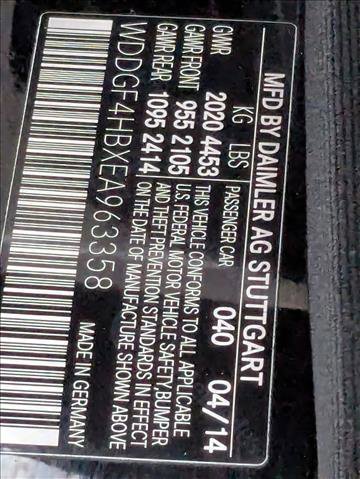 MFD BY DAIMLER AG STUTTGART
KG LBS PASSENGER CAR 040 04/14
GVWR 2020 4453 THIS VEHICLE CONFORMS TO ALL APPLICABLE
GAWR FRONT 955 2105 U.S. FEDERAL MOTOR VEHICLE SAFETY,BUMPER
GAWR REAR 1095 2414 AND THEFT PREVENTION STANDARDS IN EFFECT
ON THE DATE OF MANUFACTURE SHOWN ABOVE
WDDGF4HBXEA963358 MADE IN GERMANY